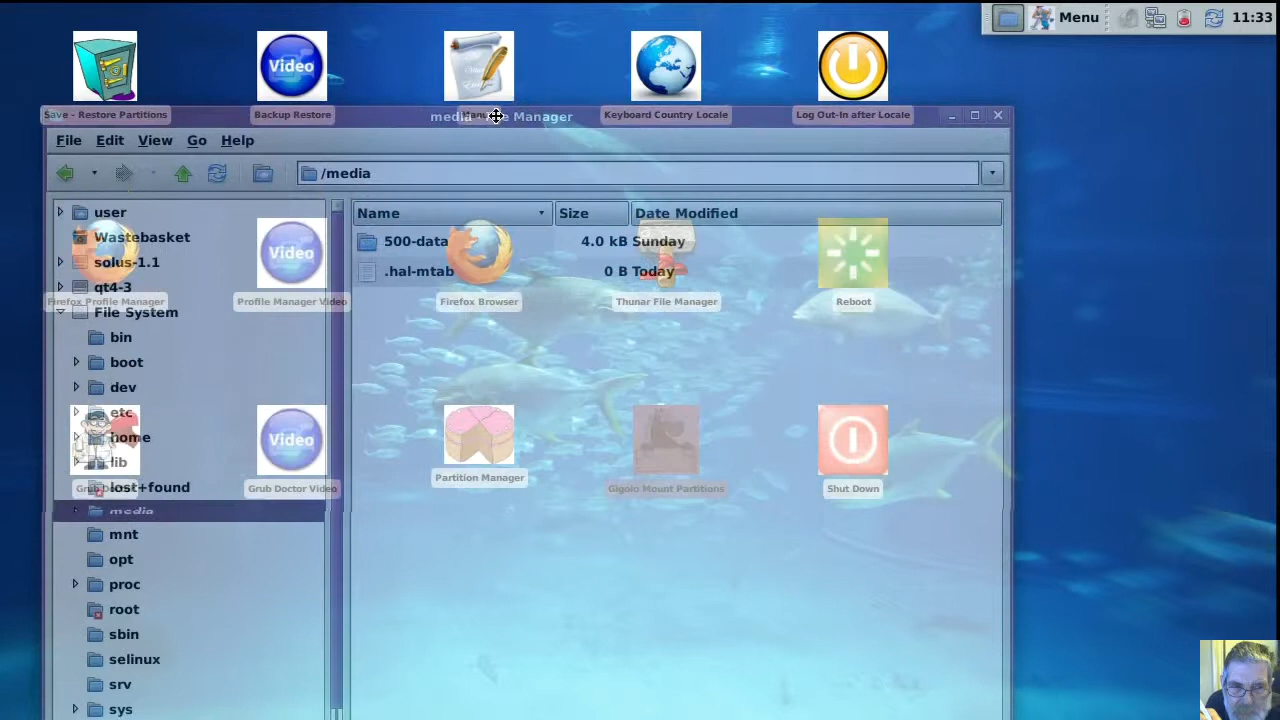 Menu
11:33
Video
Save - Restore Partitions
Backup Restore
Keyboard Country Locale
Log Out-In after Locale
File Edit View Go Help
/media
Name Size Date Modified
user
500-data 4.0 kB Sunday
Wastebasket
solus-1.1
Video
.hal-mtab 0 B Today
qt4-3
Firefox Profile Manager
Profile Manager Video
Firefox Browser
Thunar File Manager
Reboot
File System
bin
boot
dev
etc
home
Video
lib
Partition Manager
lost+found
Grub Doctor Video
Gigolo Mount Partitions
Shut Down
media
mnt
opt
proc
root
sbin
selinux
srv
sys